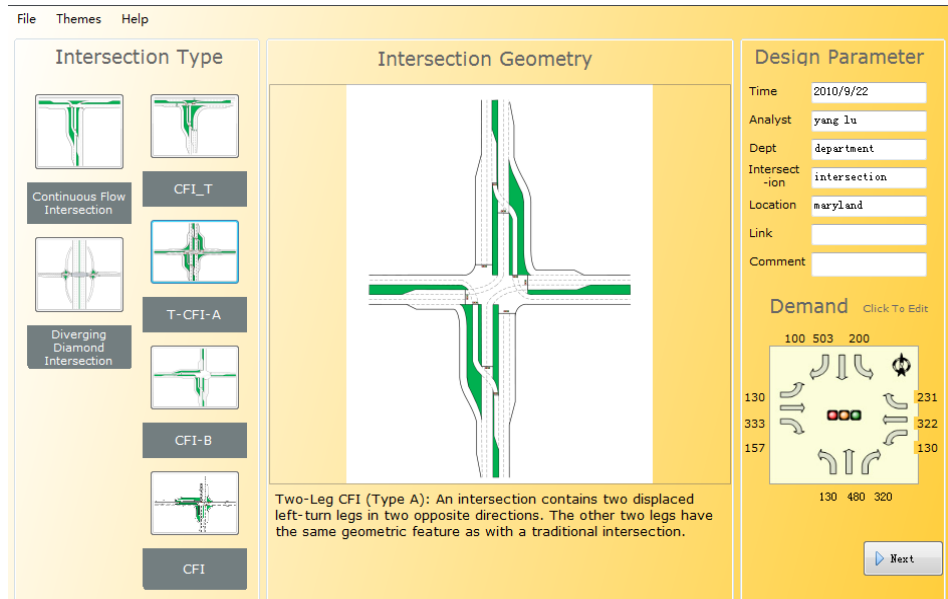 File Themes Help
Intersection Type
Continuous Flow
Intersection
Diverging
Diamond
Intersection
CFI_T
T-CFI-A
CFI-B
CFI
Intersection Geometry
Two-Leg CFI (Type A): An intersection contains two displaced
left-turn legs in two opposite directions. The other two legs have
the same geometric feature as with a traditional intersection.
Design Parameter
Time 2010/9/22
Analyst yang lu
Dept department
Intersect
-ion intersection
Location maryland
Link
Comment
Demand Click To Edit
100 503 200
130 231
333 322
157 130
130 480 320
Next